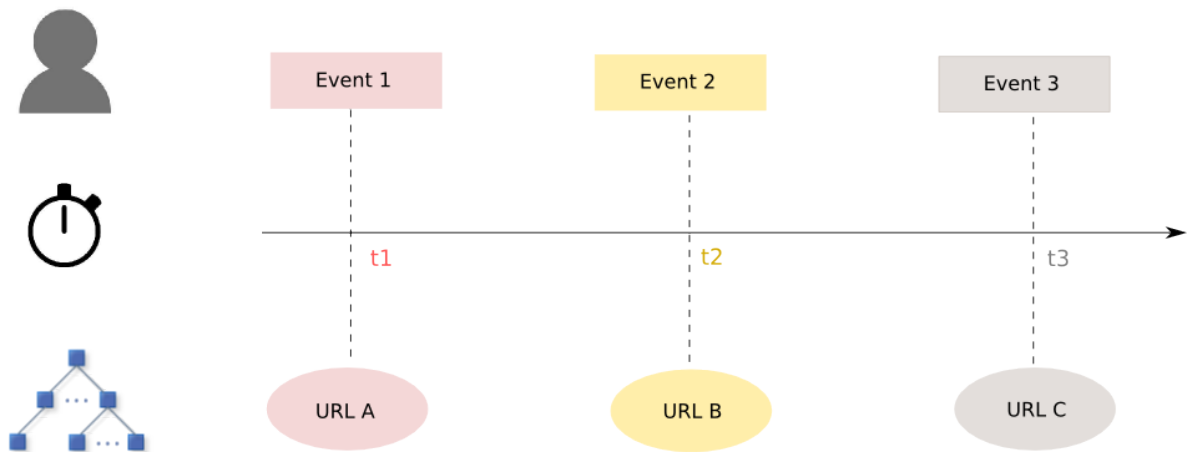 Event 1
Event 2
Event 3
t1
t2
t3
URL A
URL B
URL C